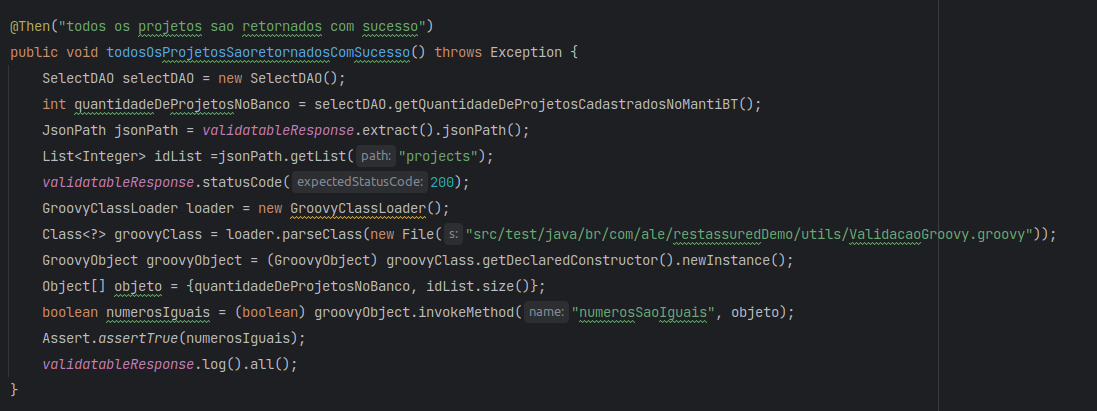 @Then("todos os projetos sao retornados com sucesso")
public void todosOsProjetosSaoretornadosComSucesso() throws Exception {
SelectDAO selectDAO = new SelectDAO();
int quantidadeDeProjetosNoBanco = selectDAO.getQuantidadeDeProjetosCadastradosNoMantiBT();
JsonPath jsonPath = validatableResponse.extract().jsonPath();
List<Integer> idList =jsonPath.getList( path: "projects");
validatableResponse.statusCode( expectedStatusCode: 200);
GroovyClassLoader loader = new GroovyClassLoader();
Class<?> groovyClass = loader.parseClass(new File( s: "src/test/java/br/com/ale/restassuredDemo/utils/ValidacaoGroovy.groovy"));
GroovyObject groovyObject = (GroovyObject) groovyClass.getDeclaredConstructor().newInstance();
Object[] objeto = {quantidadeDeProjetosNoBanco, idList.size()};
boolean numerosIguais = (boolean) groovyObject.invokeMethod( name: "numerosSaoIguais", objeto);
Assert.assertTrue(numerosIguais);
validatableResponse.log().all();
}